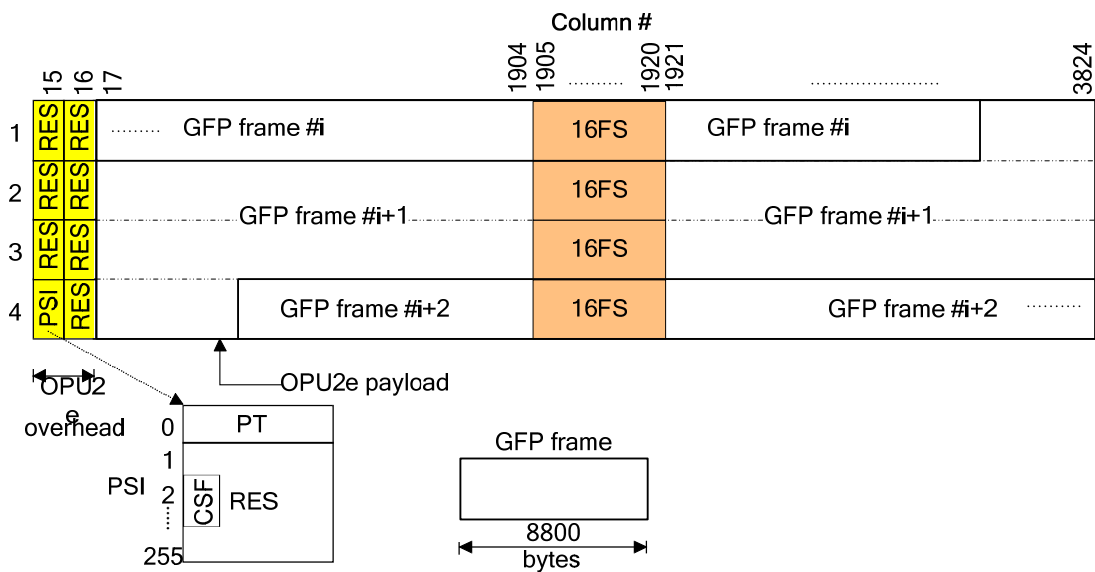 Column #
15 16 17 1904 1905 ......... 1920 1921 .................... 3824
1 RES RES ......... GFP frame #i 16FS GFP frame #i
2 RES RES 16FS
GFP frame #i+1 GFP frame #i+1
3 RES RES 16FS
4 PSI RES GFP frame #i+2 16FS GFP frame #i+2 .........
OPU2e payload
OPU2
e
overhead
0 PT
1
PSI 2 CSF RES
......
255
GFP frame
8800
bytes